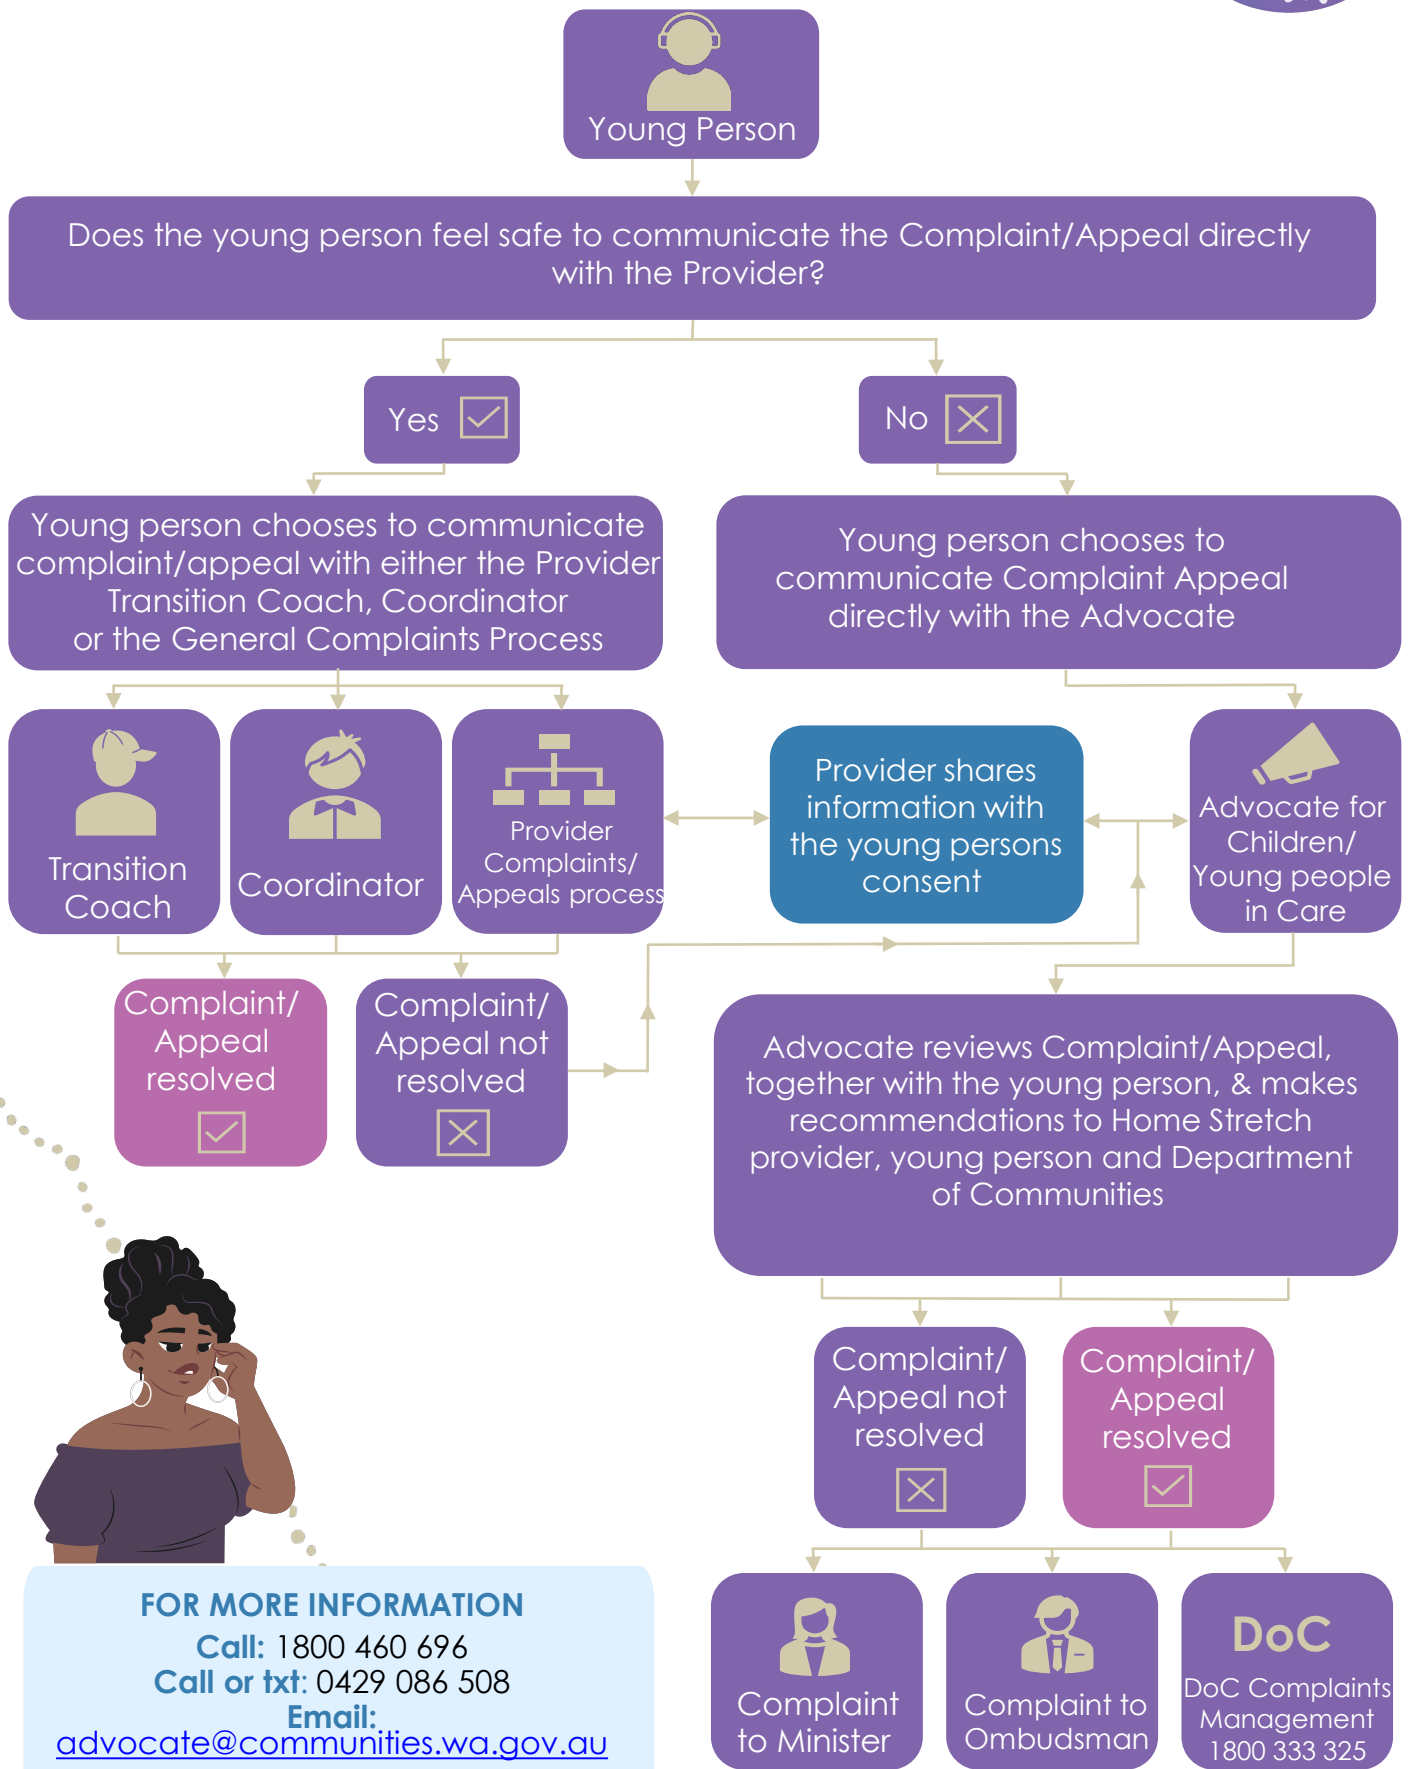 Young Person
Does the young person feel safe to communicate the Complaint/Appeal directly
with the Provider?
Yes
No
Young person chooses to communicate
complaint/appeal with either the Provider
Transition Coach, Coordinator
or the General Complaints Process
Young person chooses to
communicate Complaint Appeal
directly with the Advocate
Transition
Coach
Coordinator
Provider
Complaints/
Appeals process
Provider shares
information with
the young persons
consent
Advocate for
Children/
Young people
in Care
Complaint/
Appeal
resolved
Complaint/
Appeal not
resolved
Advocate reviews Complaint/Appeal,
together with the young person, & makes
recommendations to Home Stretch
provider, young person and Department
of Communities
Complaint/
Appeal not
resolved
Complaint/
Appeal
resolved
Complaint
to Minister
Complaint to
Ombudsman
DoC
DoC Complaints
Management
1800 333 325
FOR MORE INFORMATION
Call: 1800 460 696
Call or txt: 0429 086 508
Email:
advocate@communities.wa.gov.au